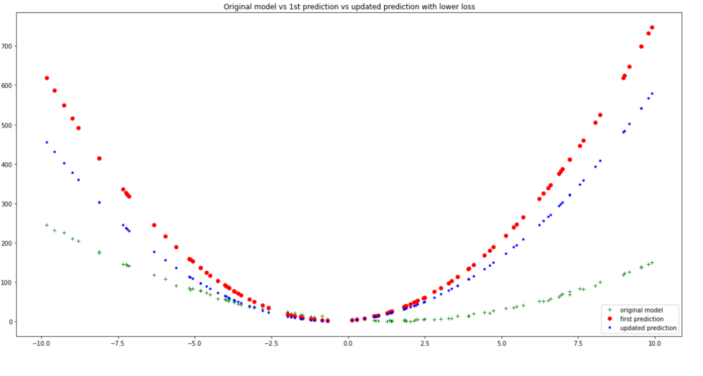 Original model vs 1st prediction vs updated prediction with lower loss
700
600
500
400
300
200
100
0
−10.0 −7.5 −5.0 −2.5 0.0 2.5 5.0 7.5 10.0
original model
first prediction
updated prediction